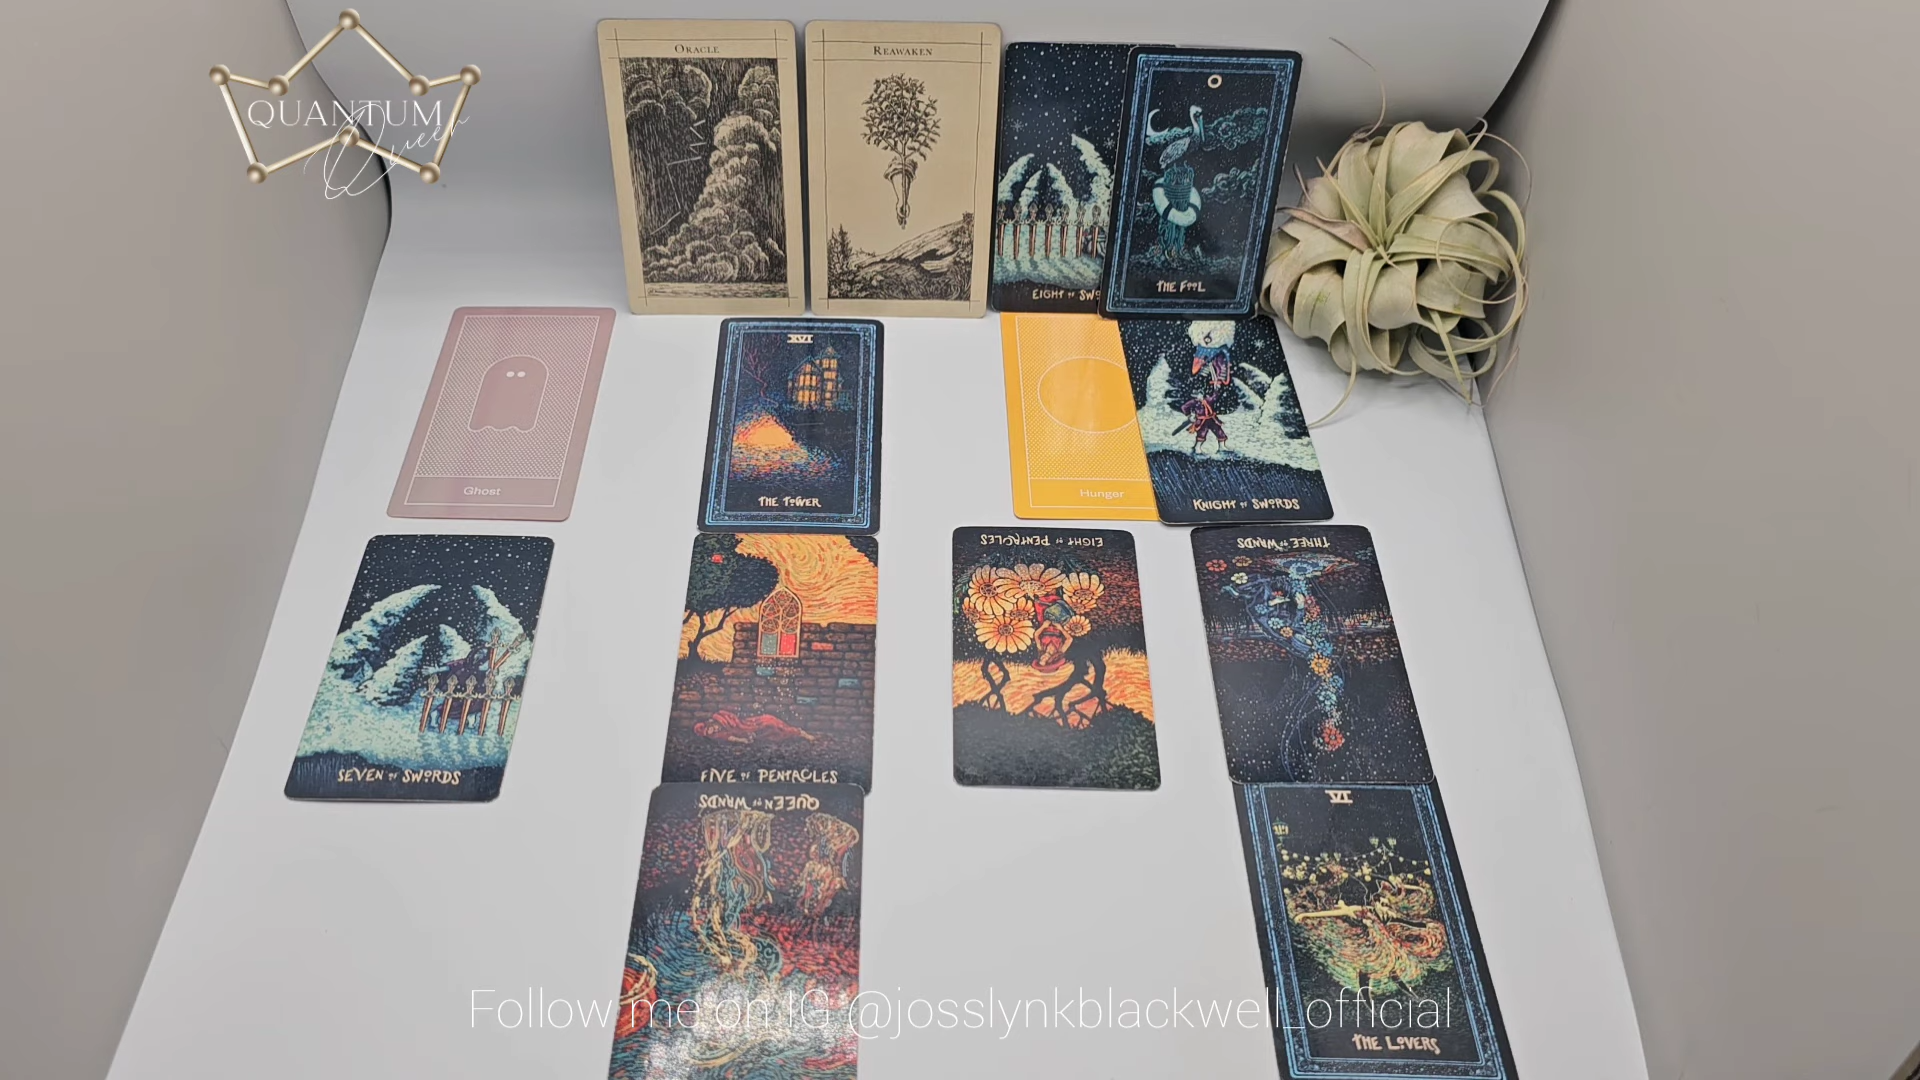 QUANTUM
Queen
ORACLE
REAWAKEN
EIGHT OF SWO
THE FOOL
Ghost
XVI
THE TOWER
Hunger
KNIGHT OF SWORDS
SEVEN OF SWORDS
FIVE OF PENTACLES
EIGHT OF PENTACLES
THREE OF WANDS
QUEEN OF WANDS
VI
THE LOVERS
Follow me on IG @josslynkblackwell_official